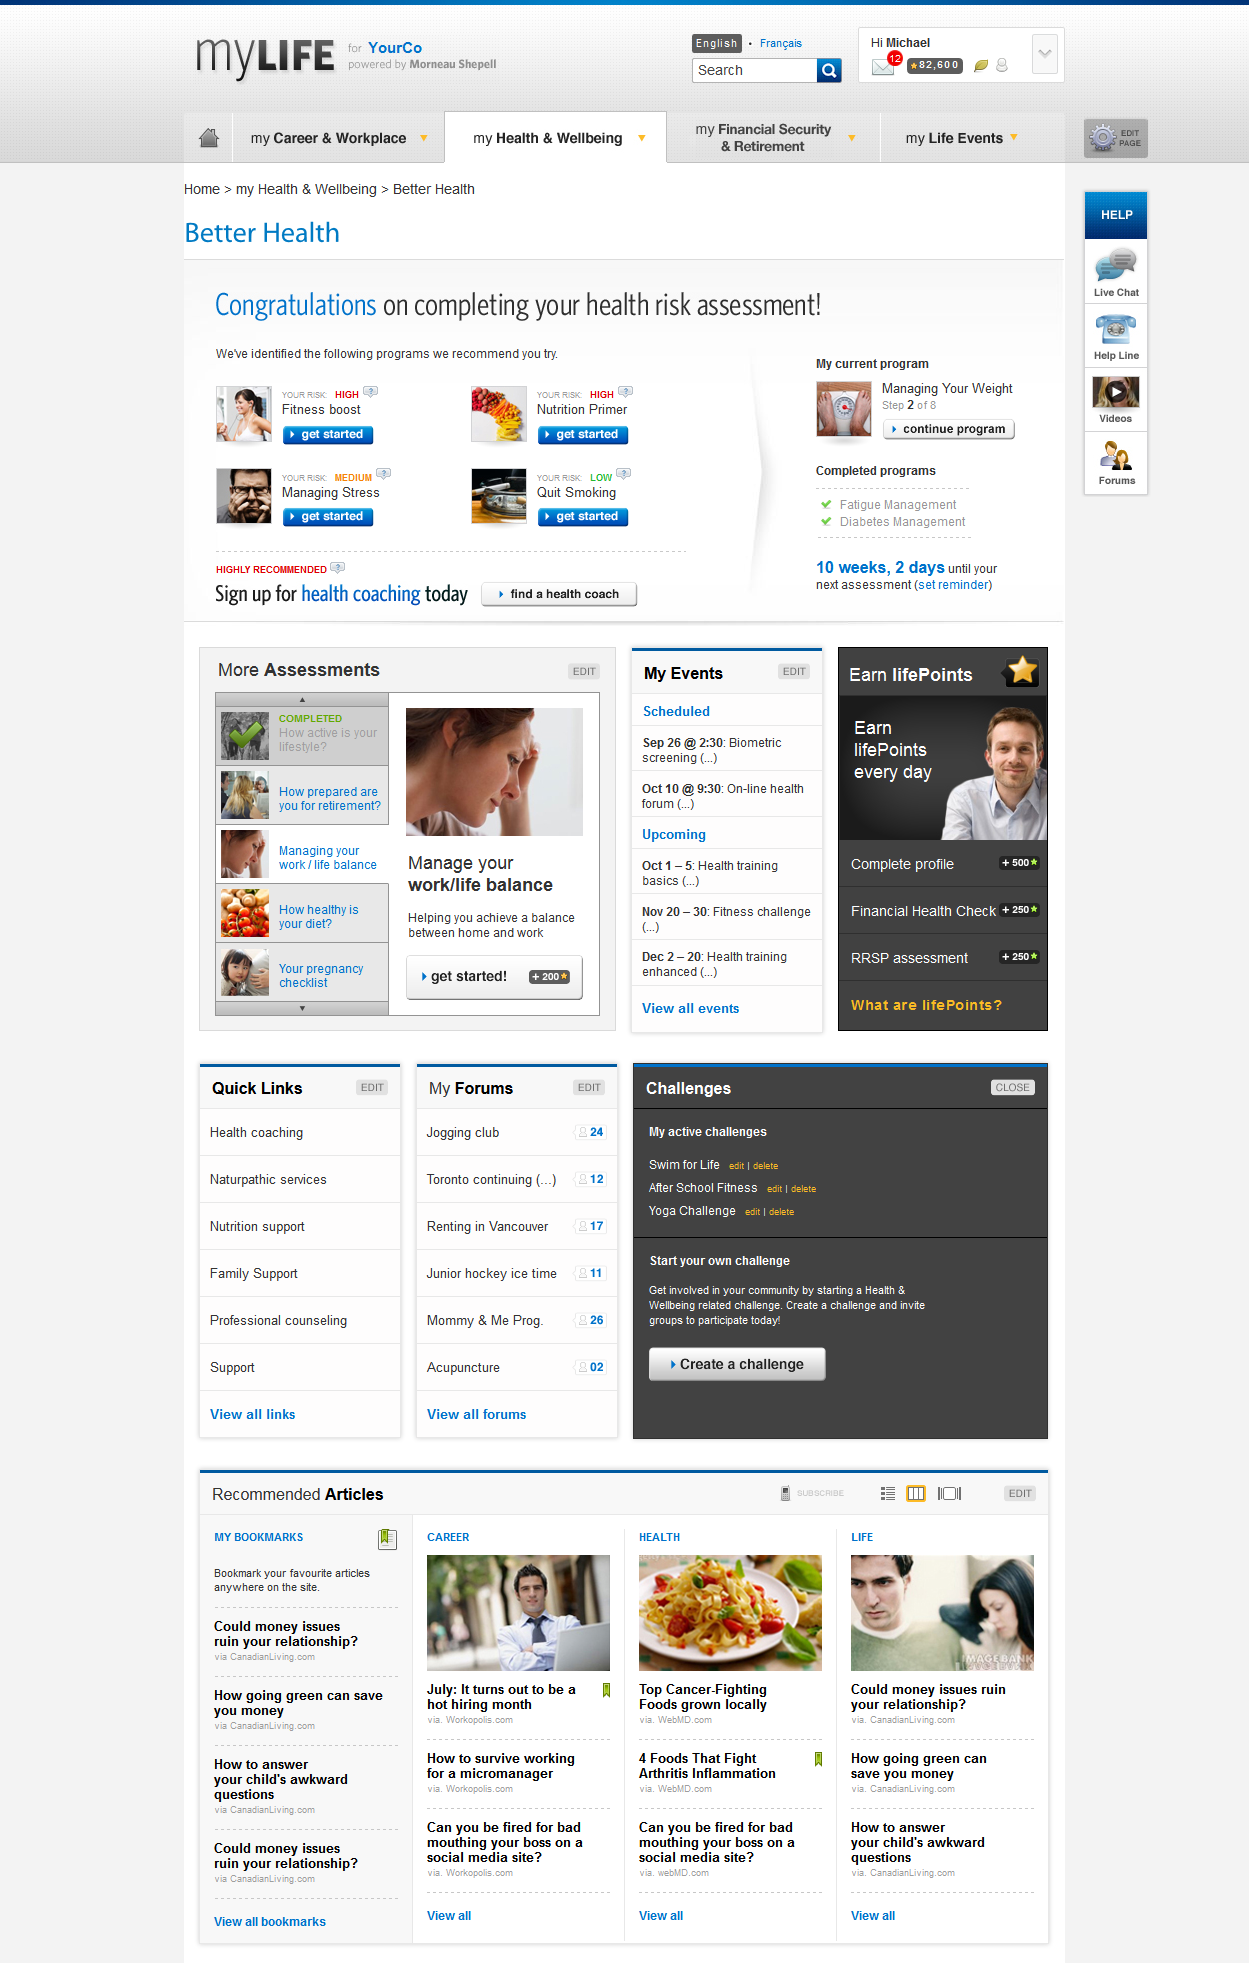 myLIFE for YourCo
powered by Morneau Shepell
English • Français
Search
Hi Michael
12
82,600
my Career & Workplace
my Health & Wellbeing
my Financial Security
& Retirement
my Life Events
EDIT
PAGE
Home > my Health & Wellbeing > Better Health
Better Health
HELP
Live Chat
Help Line
Videos
Forums
Congratulations on completing your health risk assessment!
We've identified the following programs we recommend you try.
YOUR RISK: HIGH
Fitness boost
get started
YOUR RISK: HIGH
Nutrition Primer
get started
YOUR RISK: MEDIUM
Managing Stress
get started
YOUR RISK: LOW
Quit Smoking
get started
HIGHLY RECOMMENDED
Sign up for health coaching today
find a health coach
My current program
Managing Your Weight
Step 2 of 8
continue program
Completed programs
Fatigue Management
Diabetes Management
10 weeks, 2 days until your
next assessment (set reminder)
More Assessments
EDIT
COMPLETED
How active is your
lifestyle?
How prepared are
you for retirement?
Managing your
work / life balance
How healthy is
your diet?
Your pregnancy
checklist
Manage your
work/life balance
Helping you achieve a balance
between home and work
get started!
+ 200
My Events
EDIT
Scheduled
Sep 26 @ 2:30: Biometric
screening (...)
Oct 10 @ 9:30: On-line health
forum (...)
Upcoming
Oct 1 – 5: Health training
basics (...)
Nov 20 – 30: Fitness challenge
(...)
Dec 2 – 20: Health training
enhanced (...)
View all events
Earn lifePoints
Earn
lifePoints
every day
Complete profile + 500
Financial Health Check + 250
RRSP assessment + 250
What are lifePoints?
Quick Links
EDIT
Health coaching
Naturpathic services
Nutrition support
Family Support
Professional counseling
Support
View all links
My Forums
EDIT
Jogging club 24
Toronto continuing (...) 12
Renting in Vancouver 17
Junior hockey ice time 11
Mommy & Me Prog. 26
Acupuncture 02
View all forums
Challenges
CLOSE
My active challenges
Swim for Life edit | delete
After School Fitness edit | delete
Yoga Challenge edit | delete
Start your own challenge
Get involved in your community by starting a Health &
Wellbeing related challenge. Create a challenge and invite
groups to participate today!
Create a challenge
Recommended Articles
SUBSCRIBE
EDIT
MY BOOKMARKS
Bookmark your favourite articles
anywhere on the site.
Could money issues
ruin your relationship?
via CanadianLiving.com
How going green can save
you money
via CanadianLiving.com
How to answer
your child's awkward
questions
via CanadianLiving.com
Could money issues
ruin your relationship?
via CanadianLiving.com
View all bookmarks
CAREER
July: It turns out to be a
hot hiring month
via. Workopolis.com
How to survive working
for a micromanager
via. Workopolis.com
Can you be fired for bad
mouthing your boss on a
social media site?
via. Workopolis.com
View all
HEALTH
Top Cancer-Fighting
Foods grown locally
via. WebMD.com
4 Foods That Fight
Arthritis Inflammation
via. WebMD.com
Can you be fired for bad
mouthing your boss on a
social media site?
via. webMD.com
View all
LIFE
IMAGE BANK
Could money issues ruin
your relationship?
via. CanadianLiving.com
How going green can
save you money
via. CanadianLiving.com
How to answer
your child's awkward
questions
via. CanadianLiving.com
View all